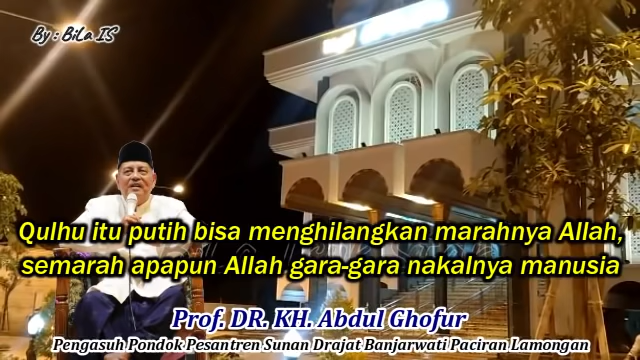 By : BiLa IS
Qulhu itu putih bisa menghilangkan marahnya Allah,
semarah apapun Allah gara-gara nakalnya manusia
Prof. DR. KH. Abdul Ghofur
Pengasuh Pondok Pesantren Sunan Drajat Banjarwati Paciran Lamongan